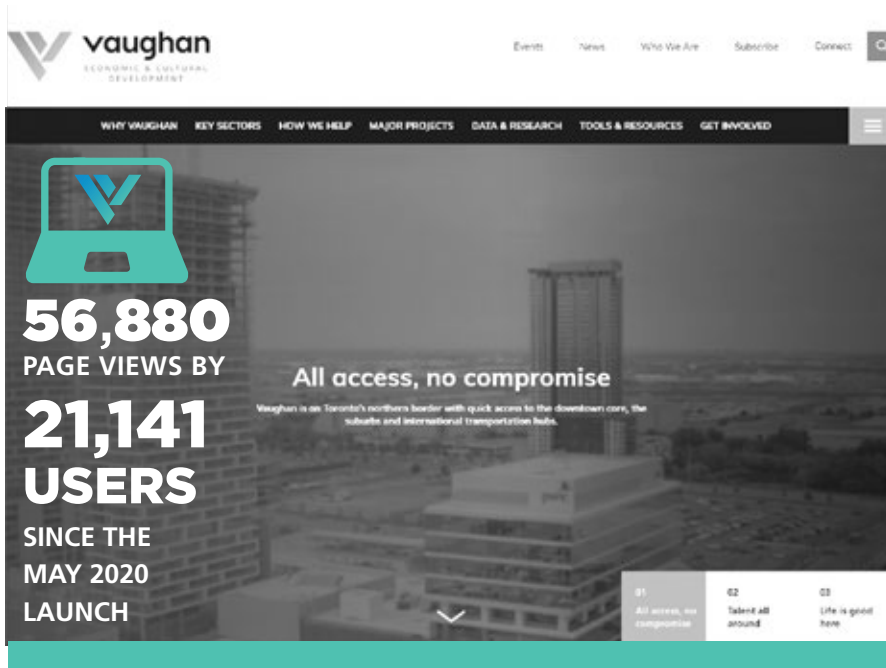 vaughan
ECONOMIC & CULTURAL
DEVELOPMENT
Events News Who We Are Subscribe Connect
WHY VAUGHAN KEY SECTORS HOW WE HELP MAJOR PROJECTS DATA & RESEARCH TOOLS & RESOURCES GET INVOLVED
56,880
PAGE VIEWS BY
21,141
USERS
SINCE THE
MAY 2020
LAUNCH
All access, no compromise
Vaughan is on Toronto's northern border with quick access to the downtown core, the
suburbs and international transportation hubs.
pwc
01
All access, no
compromise
02
Talent all
around
03
Life is good
here